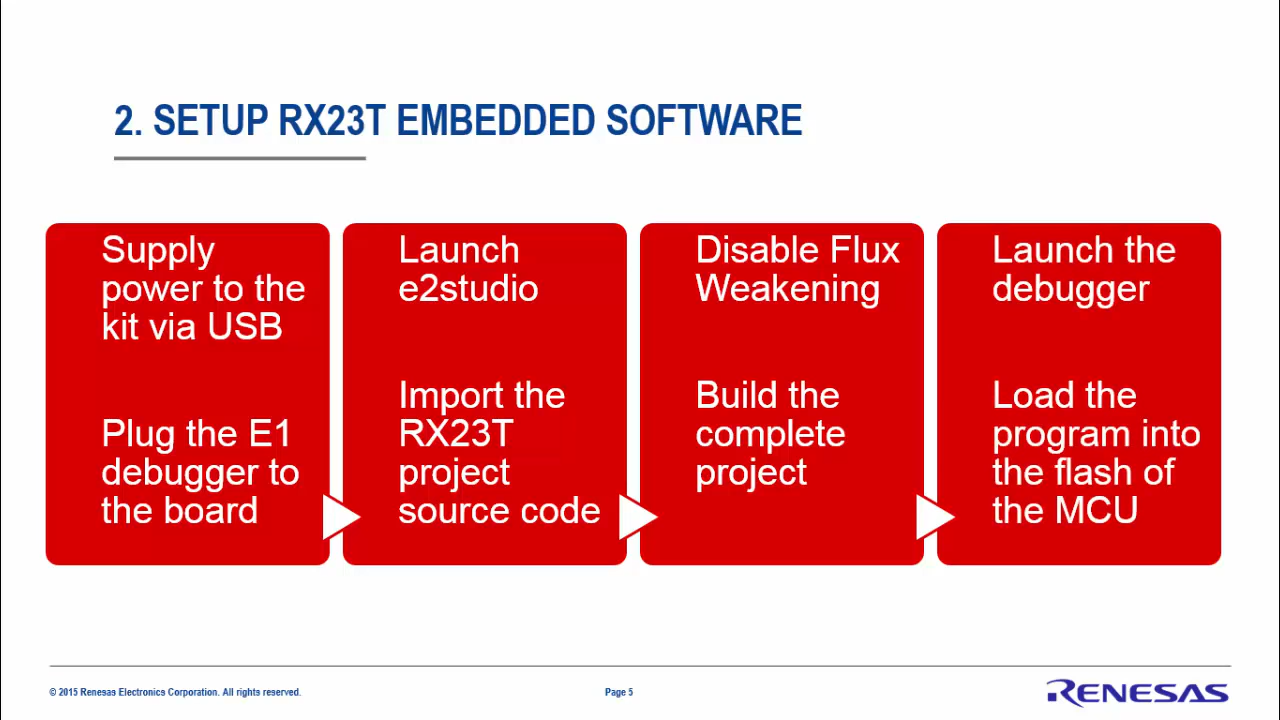 2. SETUP RX23T EMBEDDED SOFTWARE
Supply
power to the
kit via USB
Plug the E1
debugger to
the board
Launch
e2studio
Import the
RX23T
project
source code
Disable Flux
Weakening
Build the
complete
project
Launch the
debugger
Load the
program into
the flash of
the MCU
© 2015 Renesas Electronics Corporation. All rights reserved.
Page 5
RENESAS